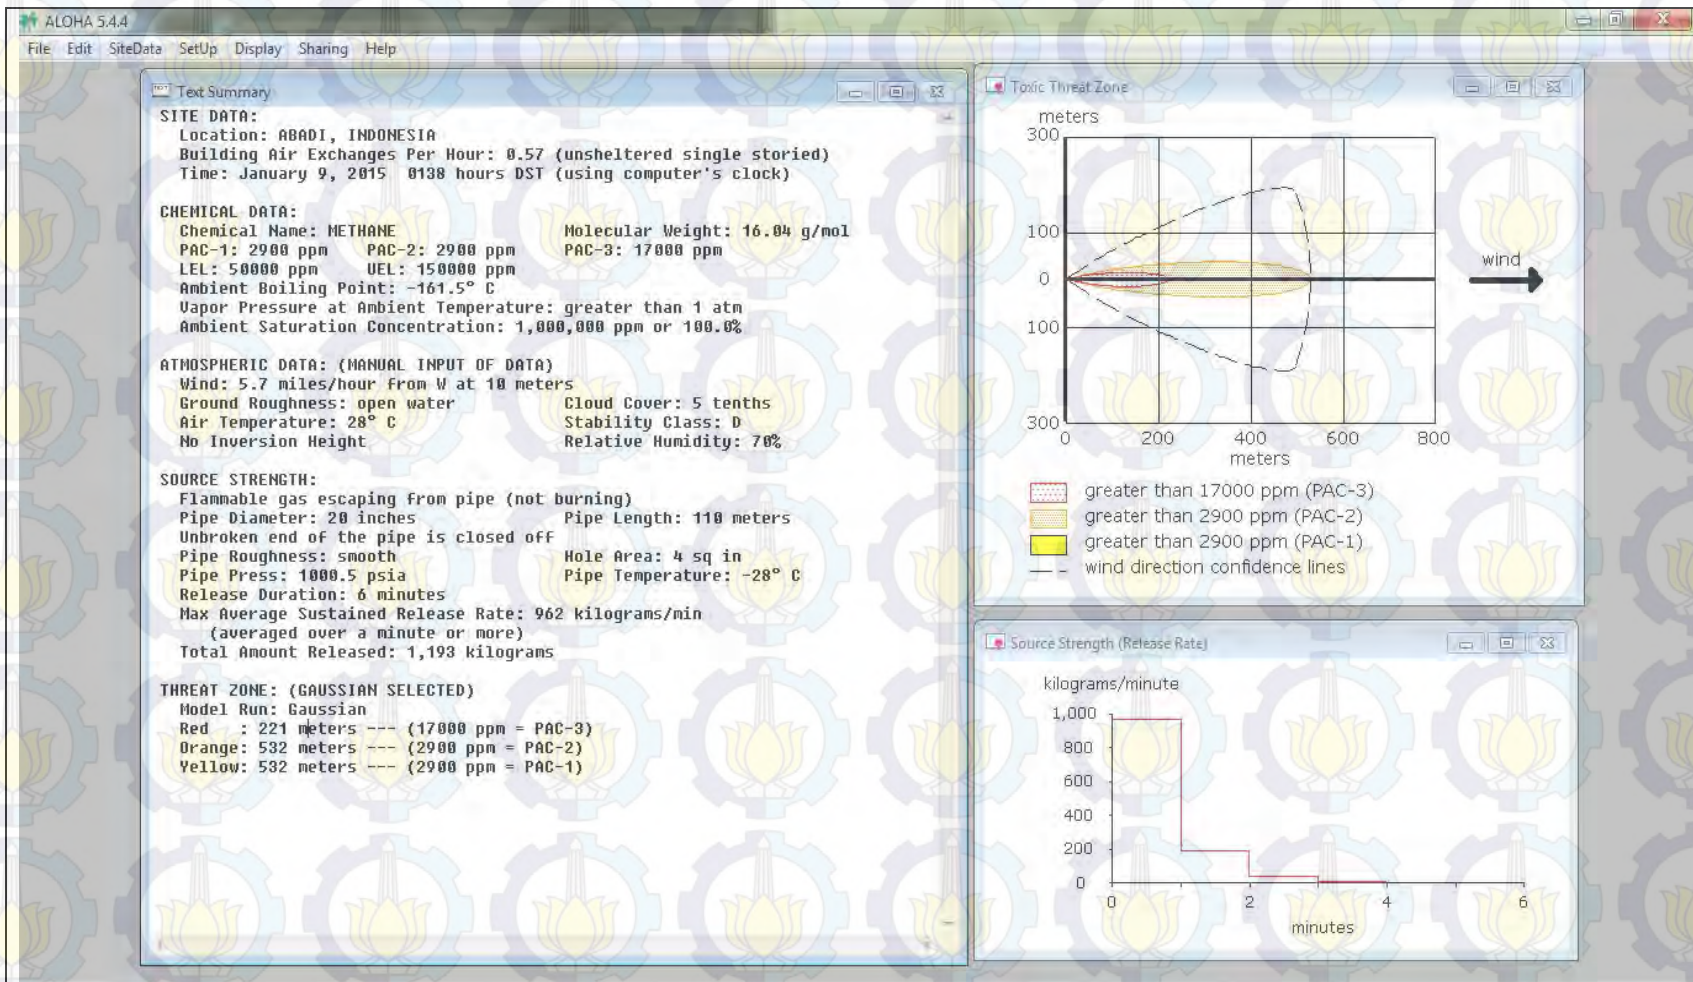 ALOHA 5.4.4
File Edit SiteData SetUp Display Sharing Help
Text Summary
SITE DATA:
Location: ABADI, INDONESIA
Building Air Exchanges Per Hour: 0.57 (unsheltered single storied)
Time: January 9, 2015 0138 hours DST (using computer's clock)
CHEMICAL DATA:
Chemical Name: METHANE Molecular Weight: 16.04 g/mol
PAC-1: 2900 ppm PAC-2: 2900 ppm PAC-3: 17000 ppm
LEL: 50000 ppm UEL: 150000 ppm
Ambient Boiling Point: -161.5° C
Vapor Pressure at Ambient Temperature: greater than 1 atm
Ambient Saturation Concentration: 1,000,000 ppm or 100.0%
ATMOSPHERIC DATA: (MANUAL INPUT OF DATA)
Wind: 5.7 miles/hour from W at 10 meters
Ground Roughness: open water Cloud Cover: 5 tenths
Air Temperature: 28° C Stability Class: D
No Inversion Height Relative Humidity: 70%
SOURCE STRENGTH:
Flammable gas escaping from pipe (not burning)
Pipe Diameter: 20 inches Pipe Length: 110 meters
Unbroken end of the pipe is closed off
Pipe Roughness: smooth Hole Area: 4 sq in
Pipe Press: 1000.5 psia Pipe Temperature: -28° C
Release Duration: 6 minutes
Max Average Sustained Release Rate: 962 kilograms/min
(averaged over a minute or more)
Total Amount Released: 1,193 kilograms
THREAT ZONE: (GAUSSIAN SELECTED)
Model Run: Gaussian
Red : 221 meters --- (17000 ppm = PAC-3)
Orange: 532 meters --- (2900 ppm = PAC-2)
Yellow: 532 meters --- (2900 ppm = PAC-1)
Toxic Threat Zone
meters
300
100
0
100
300
0 200 400 600 800
meters
wind
greater than 17000 ppm (PAC-3)
greater than 2900 ppm (PAC-2)
greater than 2900 ppm (PAC-1)
wind direction confidence lines
Source Strength (Release Rate)
kilograms/minute
1,000
800
600
400
200
0
0 2 4 6
minutes